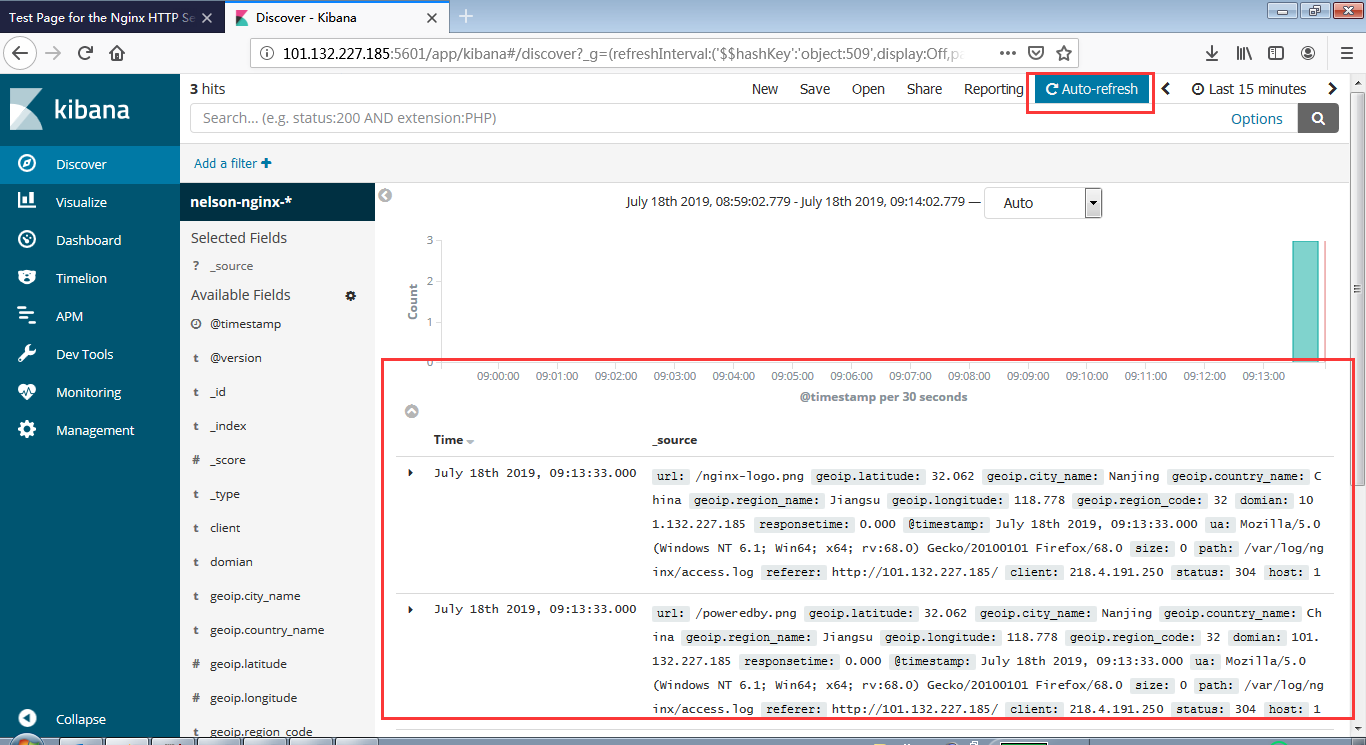 Test Page for the Nginx HTTP Se
Discover - Kibana
101.132.227.185:5601/app/kibana#/discover?_g=(refreshInterval:('$$hashKey':'object:509',display:Off,pa
kibana
Discover
Visualize
Dashboard
Timelion
APM
Dev Tools
Monitoring
Management
Collapse
3 hits
New Save Open Share Reporting Auto-refresh Last 15 minutes
Search... (e.g. status:200 AND extension:PHP) Options
Add a filter
nelson-nginx-*
Selected Fields
? _source
Available Fields
@timestamp
t @version
t _id
t _index
# _score
t _type
t client
t domian
t geoip.city_name
t geoip.country_name
# geoip.latitude
# geoip.longitude
t geoip.region_code
July 18th 2019, 08:59:02.779 - July 18th 2019, 09:14:02.779 — Auto
Count
3
2
1
0
09:00:00 09:01:00 09:02:00 09:03:00 09:04:00 09:05:00 09:06:00 09:07:00 09:08:00 09:09:00 09:10:00 09:11:00 09:12:00 09:13:00
@timestamp per 30 seconds
Time _source
July 18th 2019, 09:13:33.000 url: /nginx-logo.png geoip.latitude: 32.062 geoip.city_name: Nanjing geoip.country_name: C
hina geoip.region_name: Jiangsu geoip.longitude: 118.778 geoip.region_code: 32 domian: 10
1.132.227.185 responsetime: 0.000 @timestamp: July 18th 2019, 09:13:33.000 ua: Mozilla/5.0
(Windows NT 6.1; Win64; x64; rv:68.0) Gecko/20100101 Firefox/68.0 size: 0 path: /var/log/ng
inx/access.log referer: http://101.132.227.185/ client: 218.4.191.250 status: 304 host: 1
July 18th 2019, 09:13:33.000 url: /poweredby.png geoip.latitude: 32.062 geoip.city_name: Nanjing geoip.country_name: Ch
ina geoip.region_name: Jiangsu geoip.longitude: 118.778 geoip.region_code: 32 domian: 101.
132.227.185 responsetime: 0.000 @timestamp: July 18th 2019, 09:13:33.000 ua: Mozilla/5.0
(Windows NT 6.1; Win64; x64; rv:68.0) Gecko/20100101 Firefox/68.0 size: 0 path: /var/log/ng
inx/access.log referer: http://101.132.227.185/ client: 218.4.191.250 status: 304 host: 1